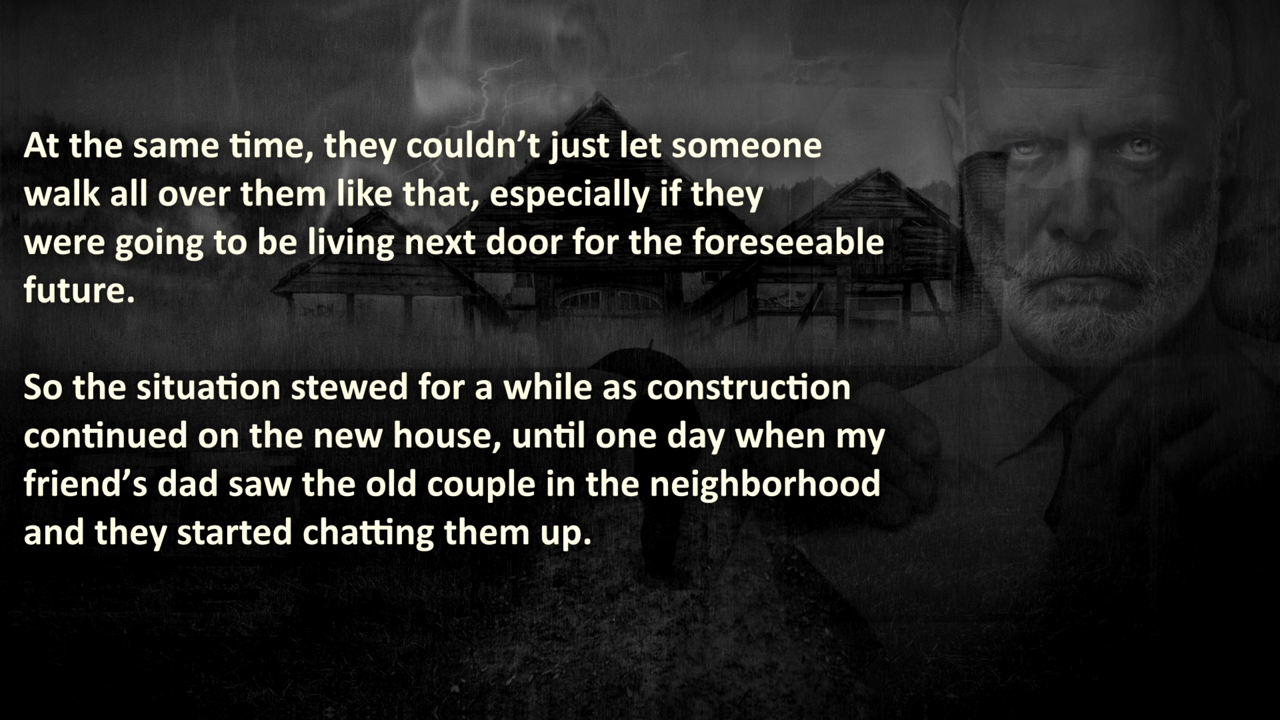 At the same time, they couldn’t just let someone
walk all over them like that, especially if they
were going to be living next door for the foreseeable
future.
So the situation stewed for a while as construction
continued on the new house, until one day when my
friend’s dad saw the old couple in the neighborhood
and they started chatting them up.